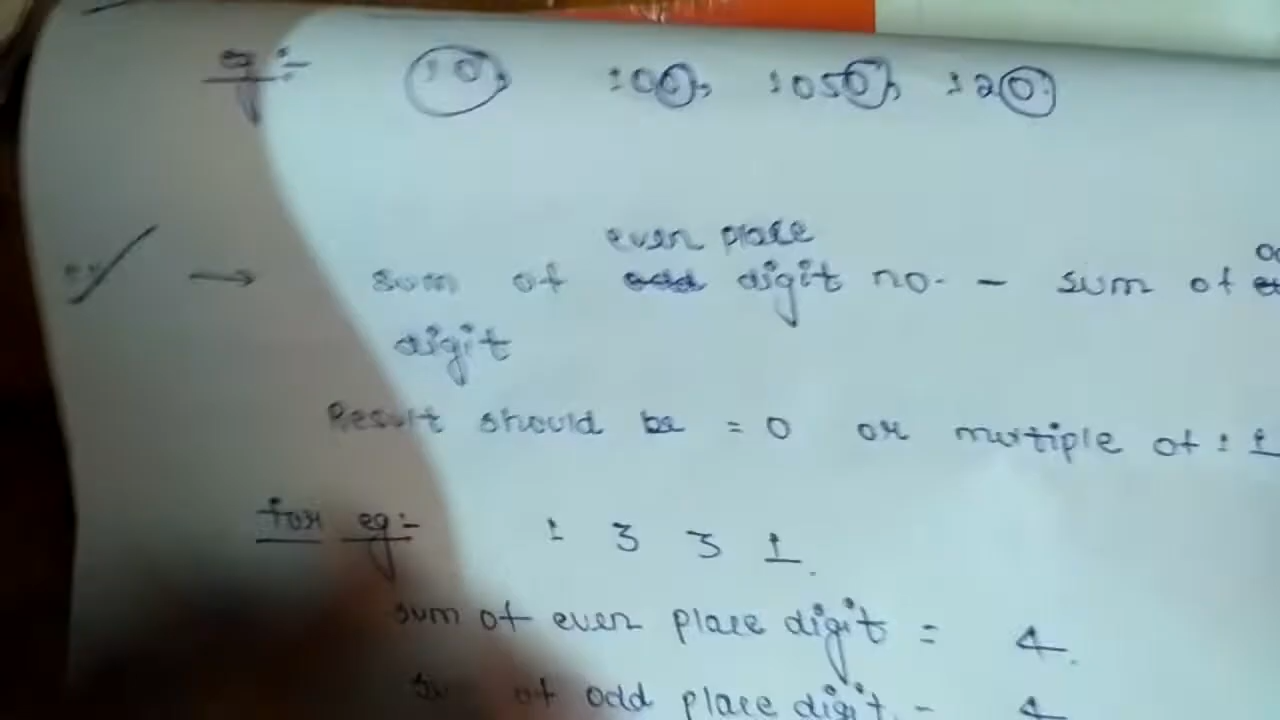 eg :-
10, 100, 1050, 120
even place
→ sum of odd digit no. - sum of
digit
Result should be = 0 or multiple of 11
for eg :- 1 3 3 1.
sum of even place digit = 4.
of odd place digit. = 4